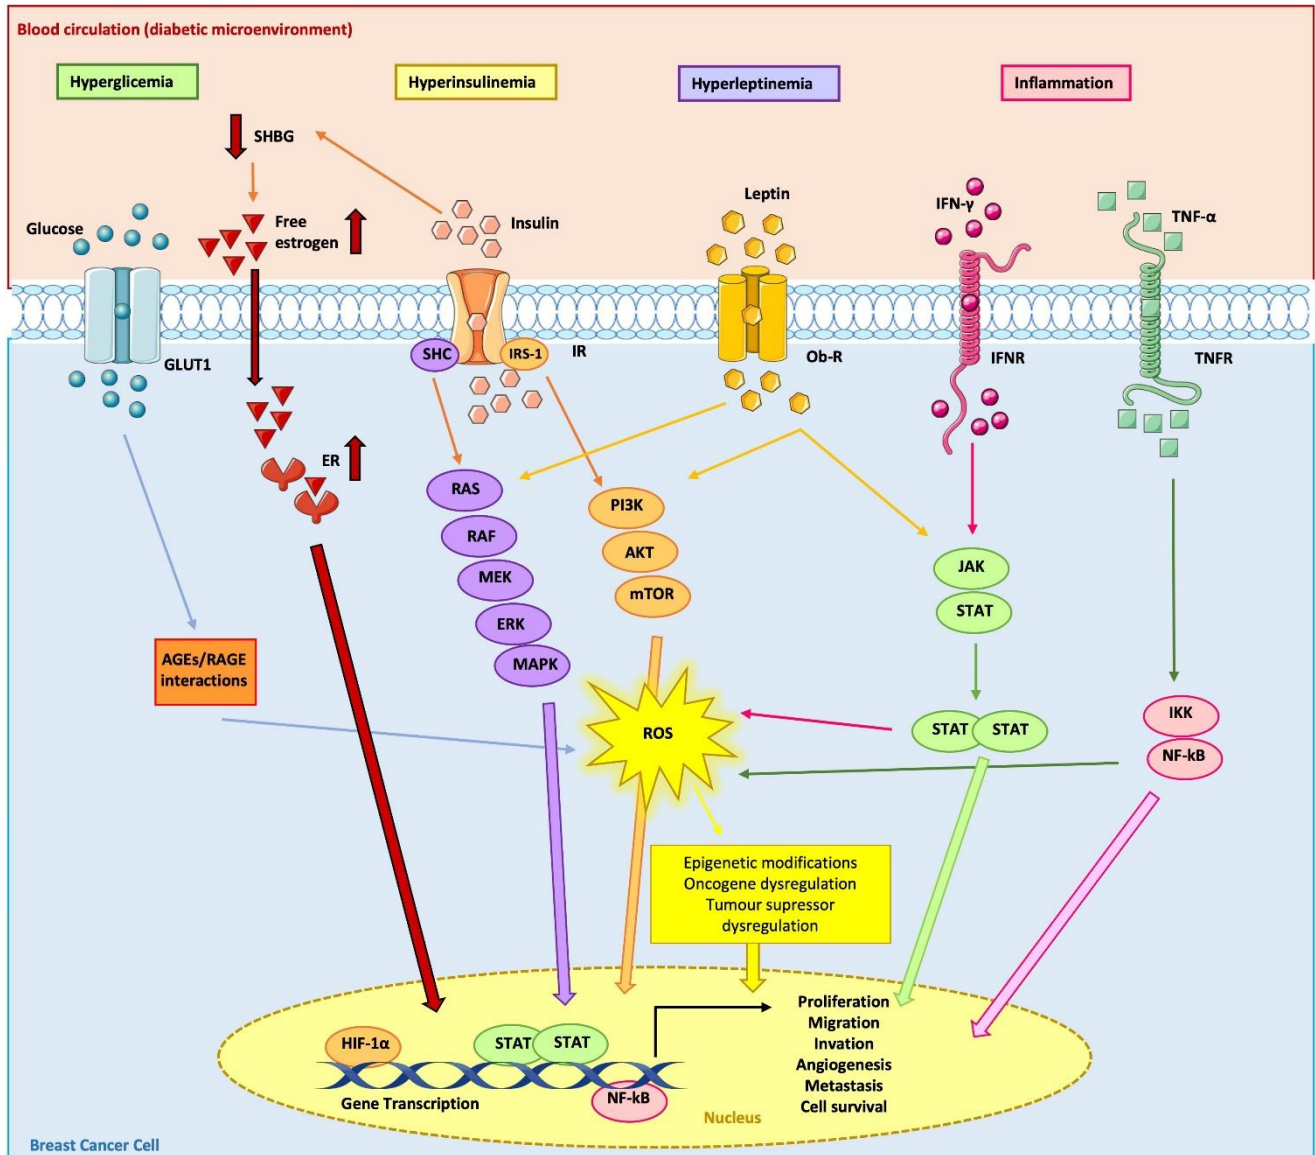 Blood circulation (diabetic microenvironment)
Hyperglicemia
Hyperinsulinemia
Hyperleptinemia
Inflammation
SHBG
Glucose
Free
estrogen
Insulin
Leptin
IFN-γ
TNF-α
GLUT1
SHC
IRS-1
IR
Ob-R
IFNR
TNFR
ER
RAS
RAF
MEK
ERK
MAPK
PI3K
AKT
mTOR
JAK
STAT
AGEs/RAGE
interactions
ROS
STAT
STAT
IKK
NF-kB
Epigenetic modifications
Oncogene dysregulation
Tumour supressor
dysregulation
HIF-1α
STAT
STAT
NF-kB
Gene Transcription
Proliferation
Migration
Invation
Angiogenesis
Metastasis
Cell survival
Nucleus
Breast Cancer Cell